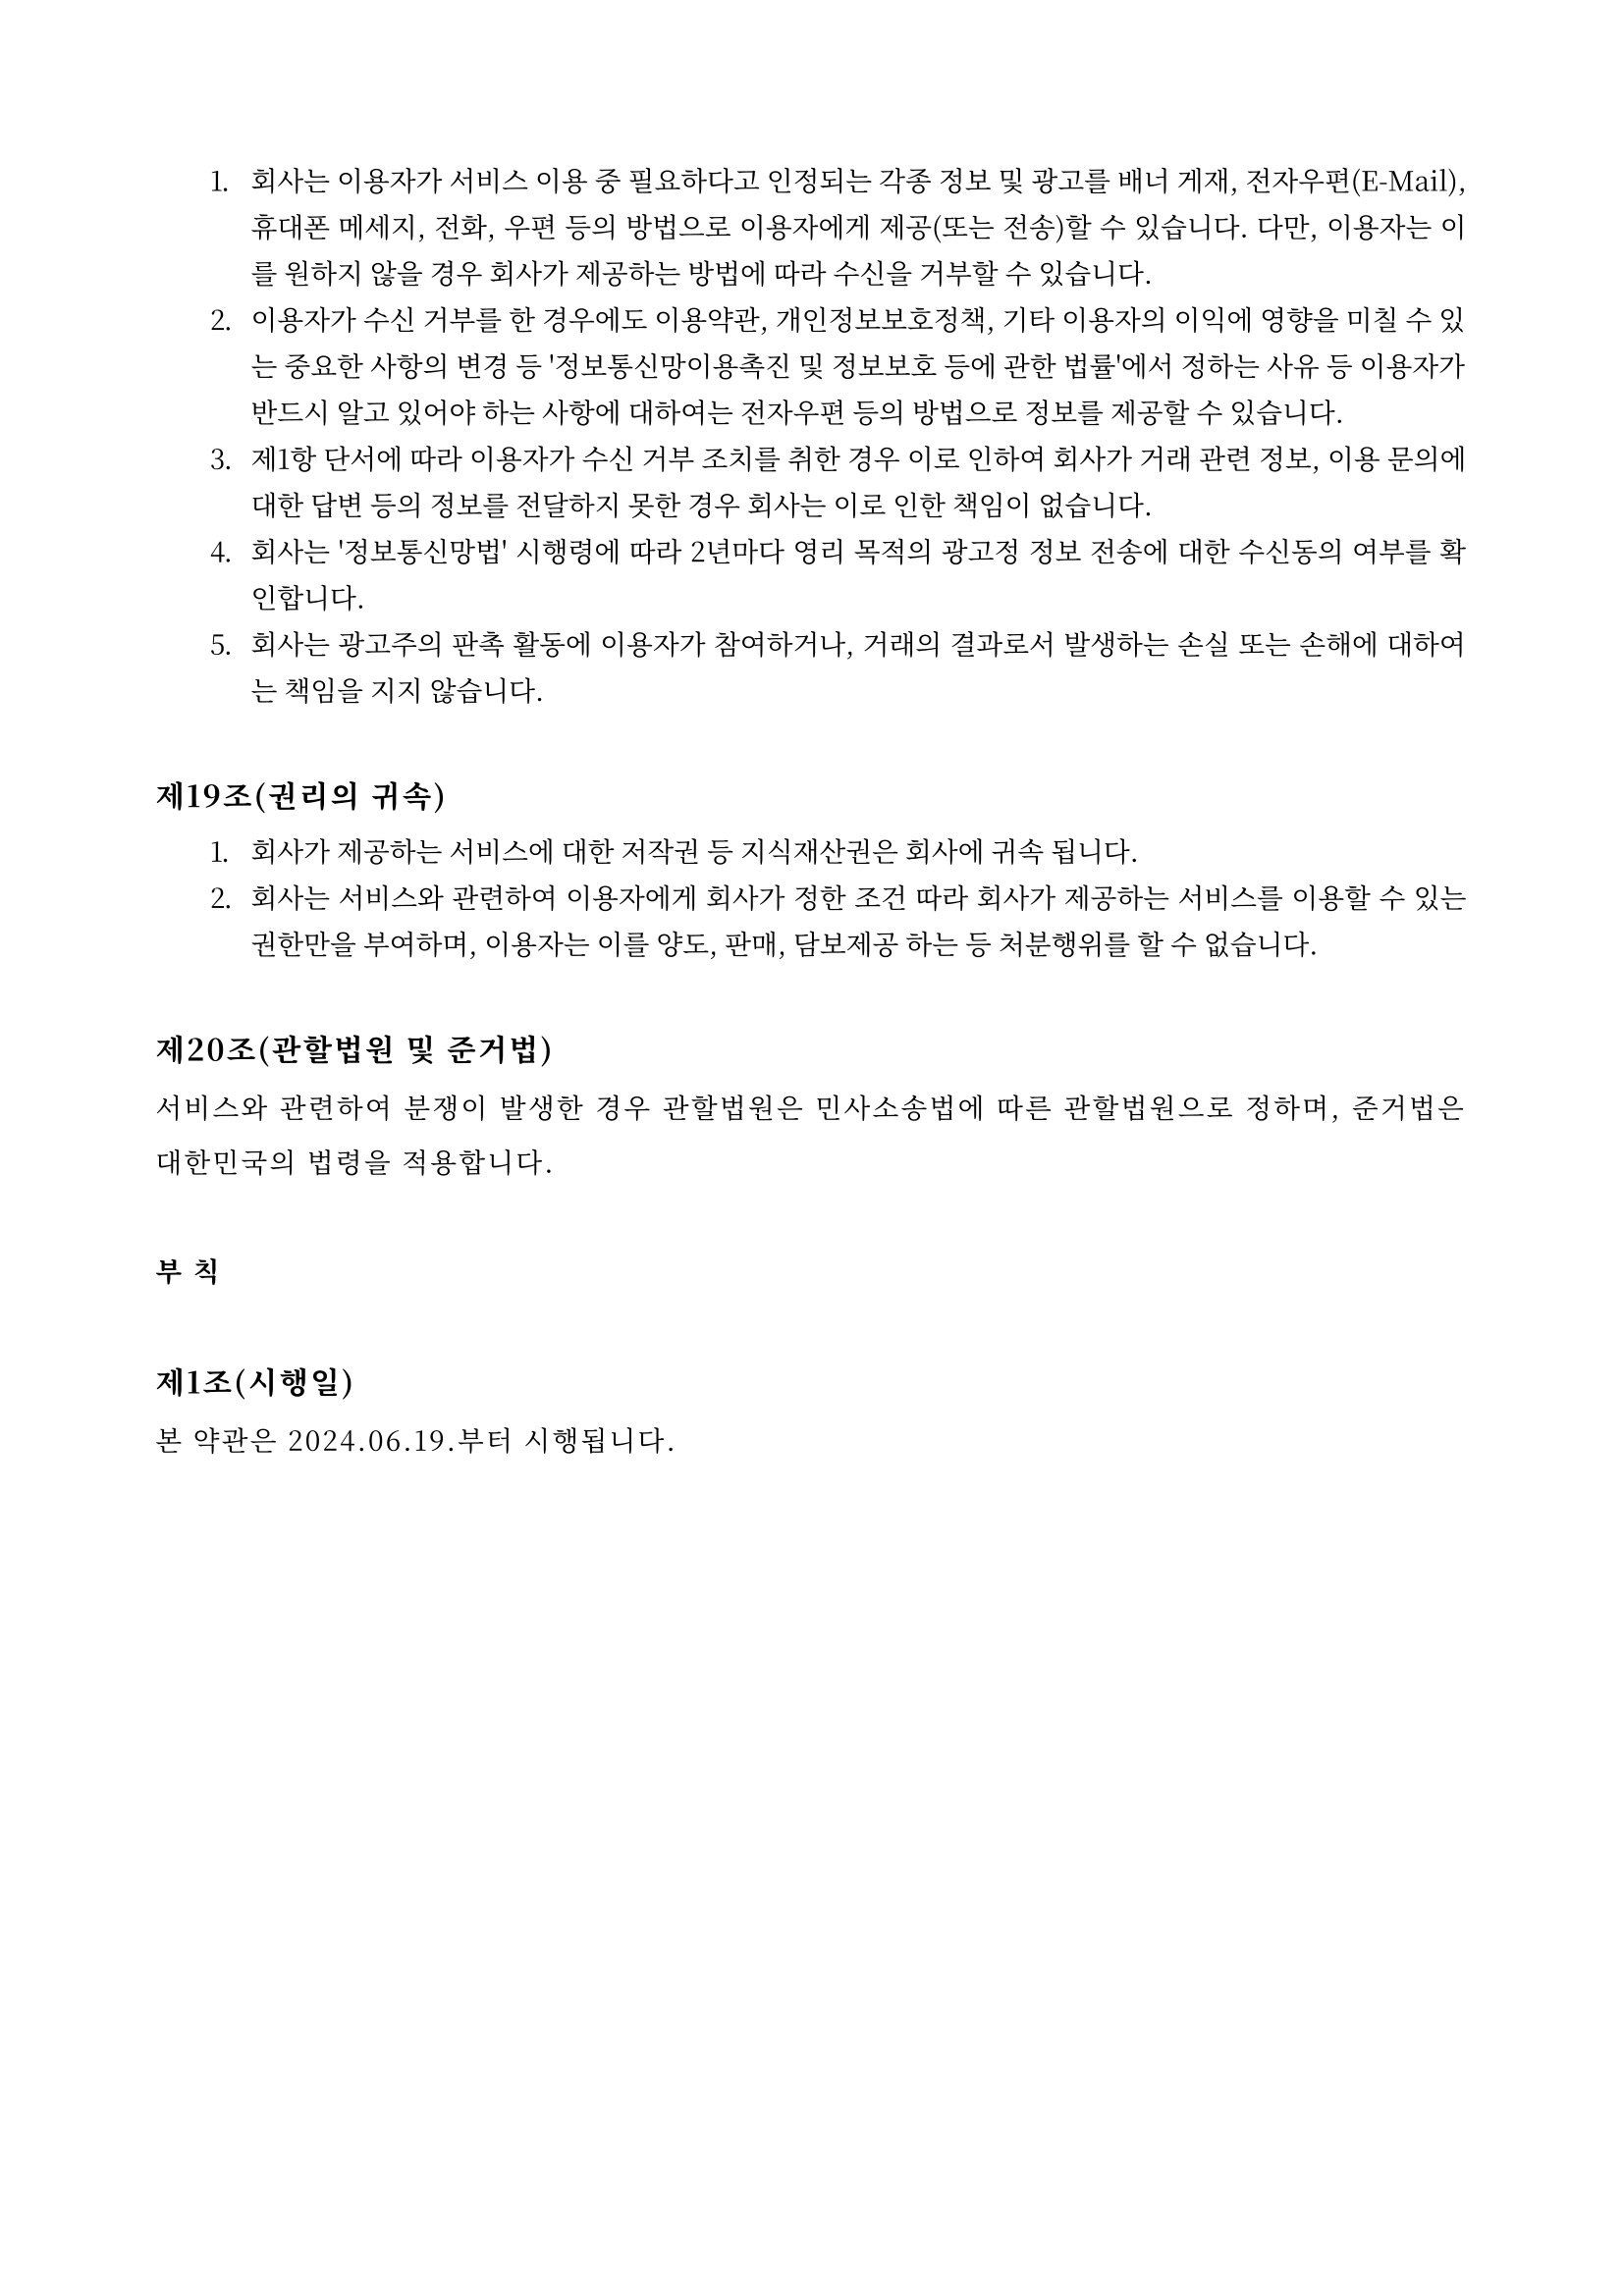 1. 회사는 이용자가 서비스 이용 중 필요하다고 인정되는 각종 정보 및 광고를 배너 게재, 전자우편(E-Mail),
휴대폰 메세지, 전화, 우편 등의 방법으로 이용자에게 제공(또는 전송)할 수 있습니다. 다만, 이용자는 이
를 원하지 않을 경우 회사가 제공하는 방법에 따라 수신을 거부할 수 있습니다.
2. 이용자가 수신 거부를 한 경우에도 이용약관, 개인정보보호정책, 기타 이용자의 이익에 영향을 미칠 수 있
는 중요한 사항의 변경 등 '정보통신망이용촉진 및 정보보호 등에 관한 법률'에서 정하는 사유 등 이용자가
반드시 알고 있어야 하는 사항에 대하여는 전자우편 등의 방법으로 정보를 제공할 수 있습니다.
3. 제1항 단서에 따라 이용자가 수신 거부 조치를 취한 경우 이로 인하여 회사가 거래 관련 정보, 이용 문의에
대한 답변 등의 정보를 전달하지 못한 경우 회사는 이로 인한 책임이 없습니다.
4. 회사는 '정보통신망법' 시행령에 따라 2년마다 영리 목적의 광고정 정보 전송에 대한 수신동의 여부를 확
인합니다.
5. 회사는 광고주의 판촉 활동에 이용자가 참여하거나, 거래의 결과로서 발생하는 손실 또는 손해에 대하여
는 책임을 지지 않습니다.
제19조(권리의 귀속)
1. 회사가 제공하는 서비스에 대한 저작권 등 지식재산권은 회사에 귀속 됩니다.
2. 회사는 서비스와 관련하여 이용자에게 회사가 정한 조건 따라 회사가 제공하는 서비스를 이용할 수 있는
권한만을 부여하며, 이용자는 이를 양도, 판매, 담보제공 하는 등 처분행위를 할 수 없습니다.
제20조(관할법원 및 준거법)
서비스와 관련하여 분쟁이 발생한 경우 관할법원은 민사소송법에 따른 관할법원으로 정하며, 준거법은
대한민국의 법령을 적용합니다.
부 칙
제1조(시행일)
본 약관은 2024.06.19.부터 시행됩니다.